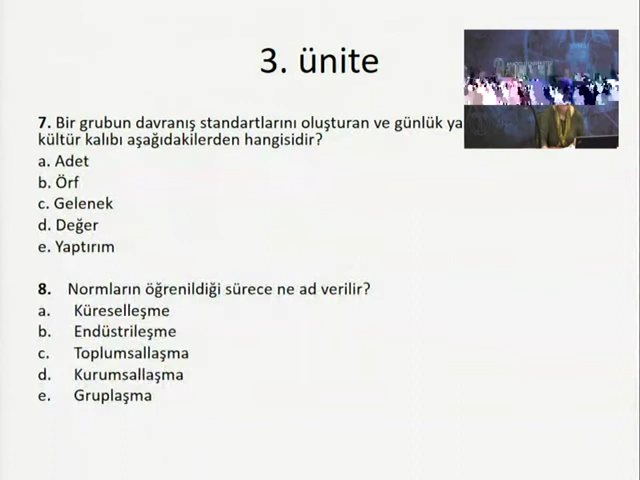 3. ünite
7. Bir grubun davranış standartlarını oluşturan ve günlük
kültür kalıbı aşağıdakilerden hangisidir?
a. Adet
b. Örf
c. Gelenek
d. Değer
e. Yaptırım
8. Normların öğrenildiği sürece ne ad verilir?
a. Küreselleşme
b. Endüstrileşme
c. Toplumsallaşma
d. Kurumsallaşma
e. Gruplaşma